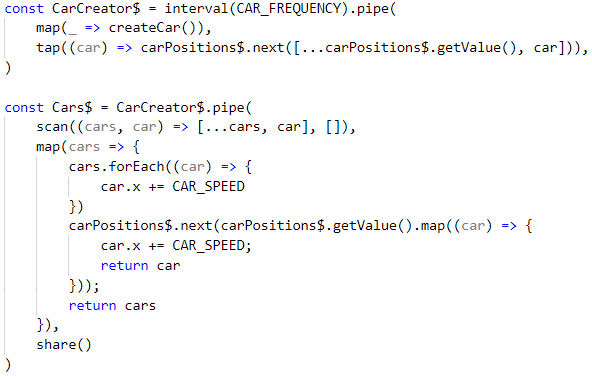 const CarCreator$ = interval(CAR_FREQUENCY).pipe(
    map(_ => createCar()),
    tap((car) => carPositions$.next([...carPositions$.getValue(), car])),
)

const Cars$ = CarCreator$.pipe(
    scan((cars, car) => [...cars, car], []),
    map(cars => {
        cars.forEach((car) => {
            car.x += CAR_SPEED
        })
        carPositions$.next(carPositions$.getValue().map((car) => {
            car.x += CAR_SPEED;
            return car
        }));
        return cars
    }),
    share()
)